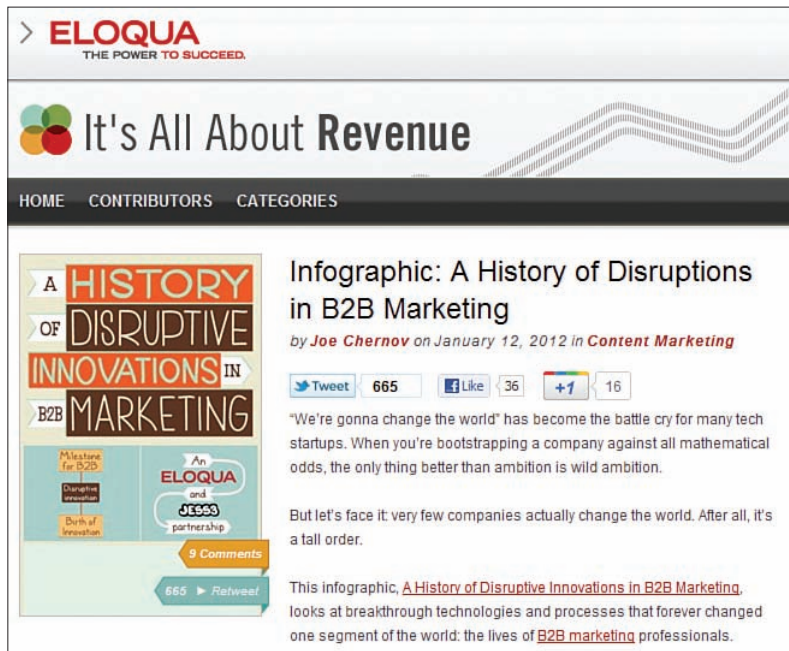 > ELOQUA
THE POWER TO SUCCEED.
It's All About Revenue
HOME CONTRIBUTORS CATEGORIES
A HISTORY
OF DISRUPTIVE
INNOVATIONS IN
B2B MARKETING
Milestone
for B2B
Disruptive
innovation
Birth of
Innovation
An
ELOQUA
and
JESS3
partnership
9 Comments
665 ► Retweet
Infographic: A History of Disruptions
in B2B Marketing
by Joe Chernov on January 12, 2012 in Content Marketing
Tweet 665 Like 36 +1 16
“We're gonna change the world” has become the battle cry for many tech
startups. When you're bootstrapping a company against all mathematical
odds, the only thing better than ambition is wild ambition.
But let's face it: very few companies actually change the world. After all, it's
a tall order.
This infographic, A History of Disruptive Innovations in B2B Marketing,
looks at breakthrough technologies and processes that forever changed
one segment of the world: the lives of B2B marketing professionals.